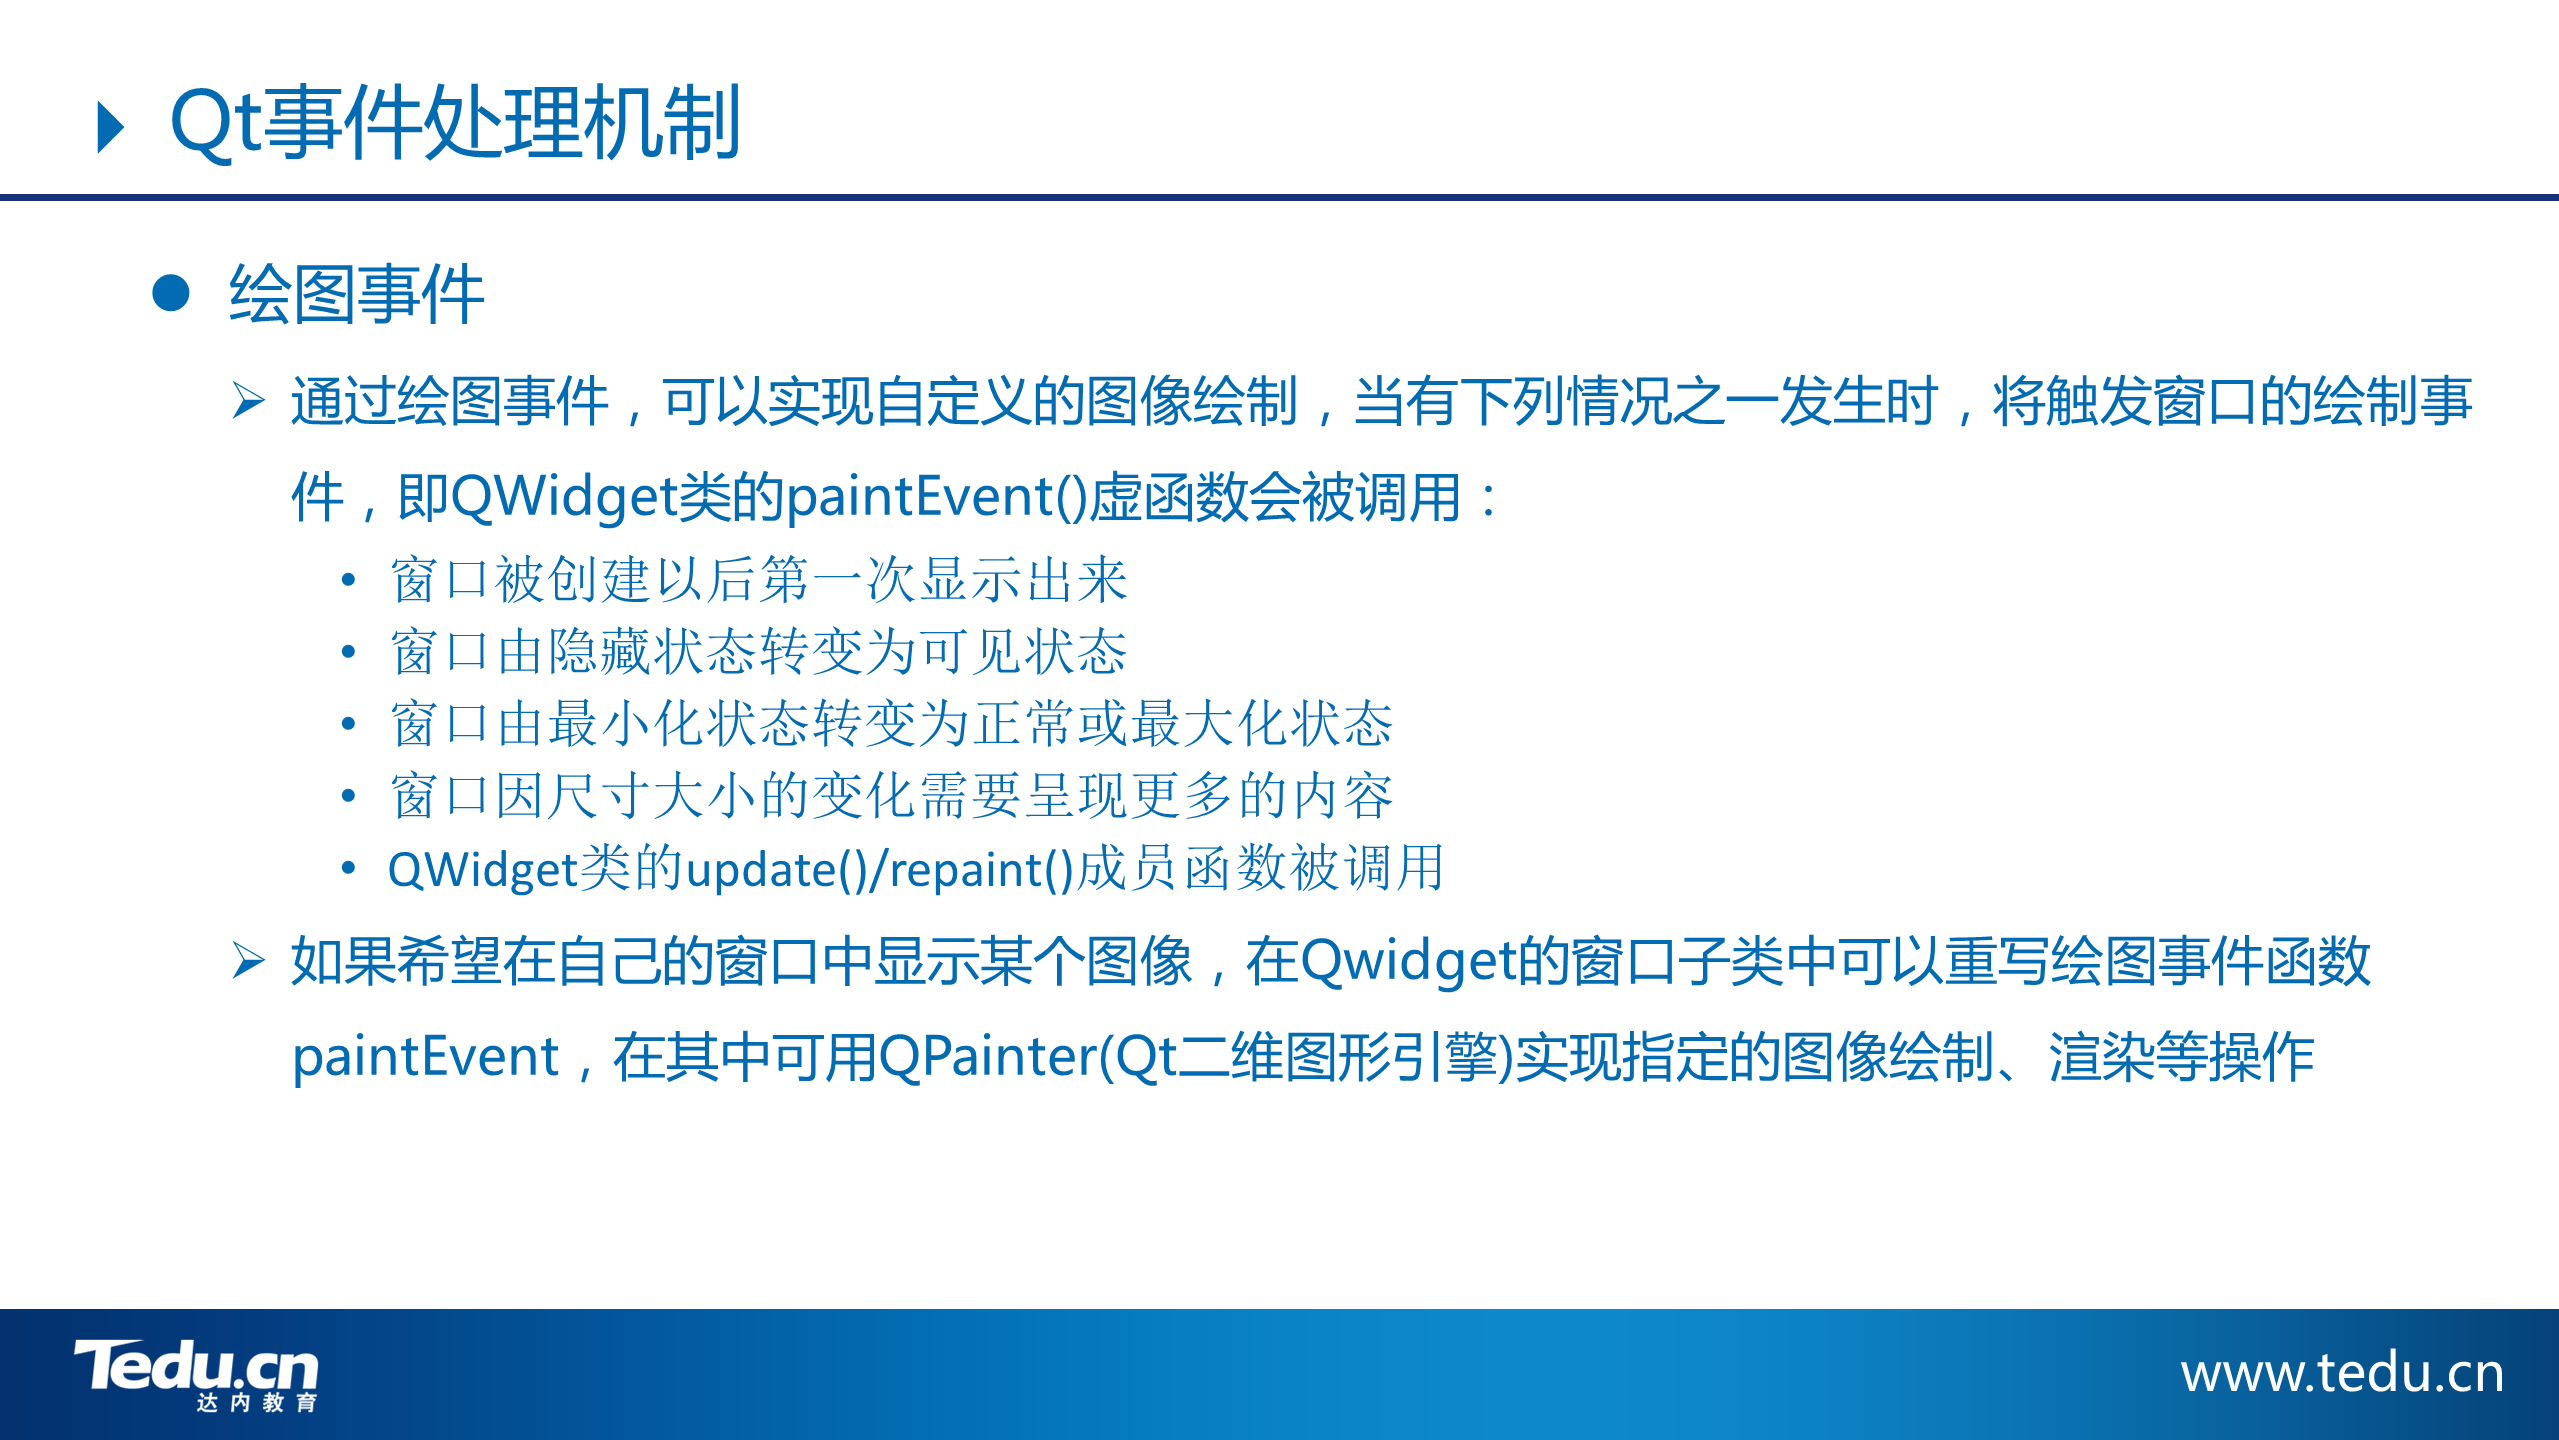 Qt事件处理机制
绘图事件
通过绘图事件，可以实现自定义的图像绘制，当有下列情况之一发生时，将触发窗口的绘制事
件，即QWidget类的paintEvent()虚函数会被调用：
• 窗口被创建以后第一次显示出来
• 窗口由隐藏状态转变为可见状态
• 窗口由最小化状态转变为正常或最大化状态
• 窗口因尺寸大小的变化需要呈现更多的内容
• QWidget类的update()/repaint()成员函数被调用
如果希望在自己的窗口中显示某个图像，在Qwidget的窗口子类中可以重写绘图事件函数
paintEvent，在其中可用QPainter(Qt二维图形引擎)实现指定的图像绘制、渲染等操作
Tedu.cn
达内教育
www.tedu.cn